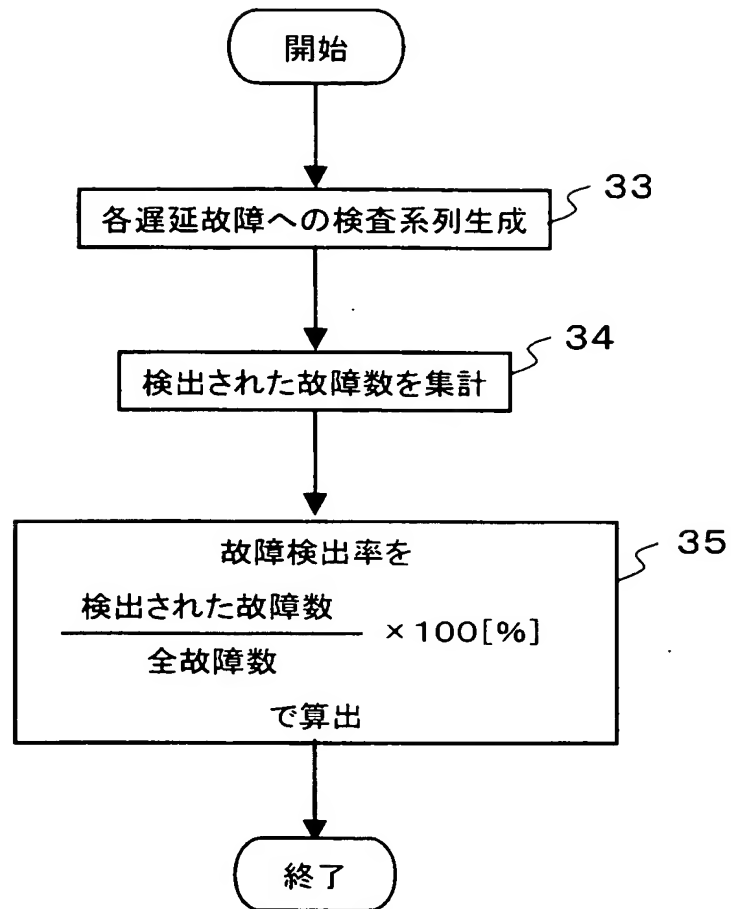 開始
各遅延故障への検査系列生成
33
検出された故障数を集計
34
故障検出率を
検出された故障数
全故障数
×100[%]
で算出
35
終了